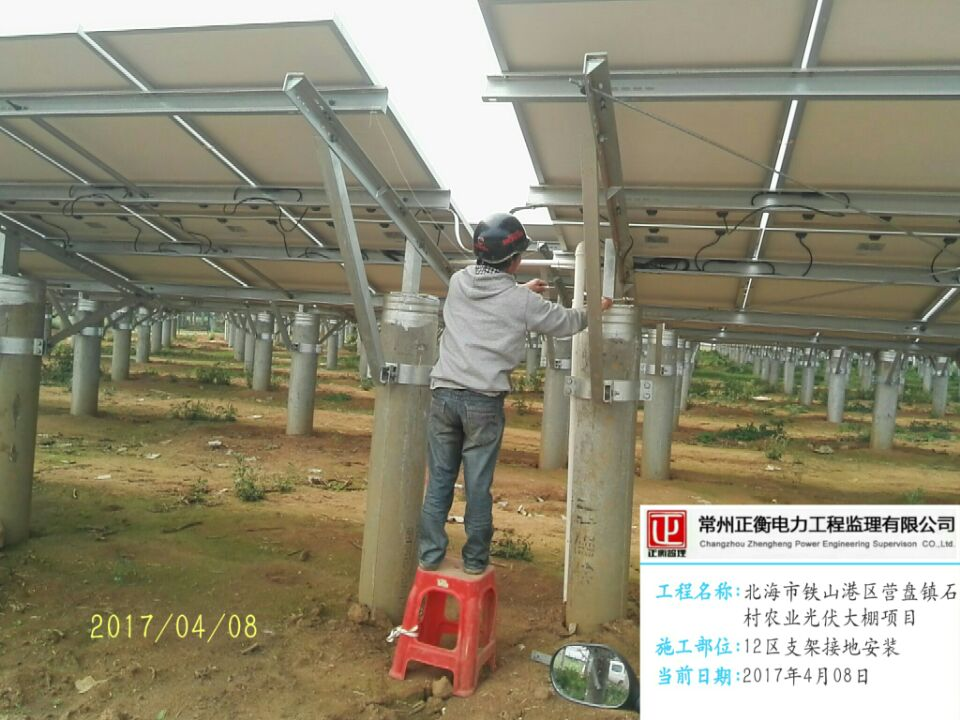 常州正衡电力工程监理有限公司
Changzhou Zhengheng Power Engineering Supervison CO.,Ltd.
正衡监理
工程名称:北海市铁山港区营盘镇石
村农业光伏大棚项目
施工部位:12区支架接地安装
当前日期:2017年4月08日
2017/04/08